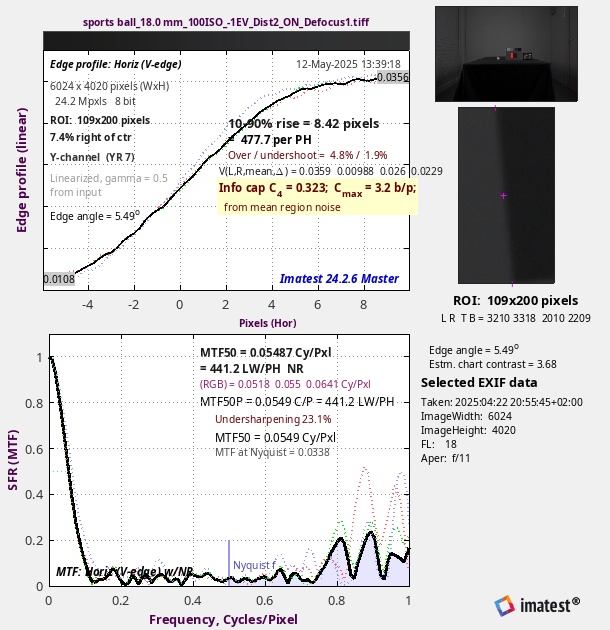 sports ball_18.0 mm_100ISO_-1EV_Dist2_ON_Defocus1.tiff
Edge profile: Horiz (V-edge)
12-May-2025 13:39:18
0.0356
6024 x 4020 pixels (WxH)
24.2 Mpxls 8 bit
ROI: 109x200 pixels
7.4% right of ctr
Y-channel (YR 7)
Linearized, gamma = 0.5
from input
Edge angle = 5.49⁰
10-90% rise = 8.42 pixels
= 477.7 per PH
Over / undershoot = 4.8% / 1.9%
V(L,R,mean,Δ) = 0.0359 0.00988 0.026 0.0229
Info cap C4 = 0.323; Cmax = 3.2 b/p;
from mean region noise
0.0108
Imatest 24.2.6 Master
Edge profile (linear)
-4 -2 0 2 4 6 8
Pixels (Hor)
ROI: 109x200 pixels
L R T B = 3210 3318 2010 2209
Edge angle = 5.49⁰
Estm. chart contrast = 3.68
Selected EXIF data
Taken: 2025:04:22 20:55:45+02:00
ImageWidth: 6024
ImageHeight: 4020
FL: 18
Aper: f/11
MTF50 = 0.05487 Cy/Pxl
= 441.2 LW/PH NR
(RGB) = 0.0518 0.055 0.0641 Cy/Pxl
MTF50P = 0.0549 C/P = 441.2 LW/PH
Undersharpening 23.1%
MTF50 = 0.0549 Cy/Pxl
MTF at Nyquist = 0.0338
SFR (MTF)
1
0.8
0.6
0.4
0.2
0
Nyquist f
MTF: Horiz (V-edge) w/NR
0 0.2 0.4 0.6 0.8 1
Frequency, Cycles/Pixel
imatest®